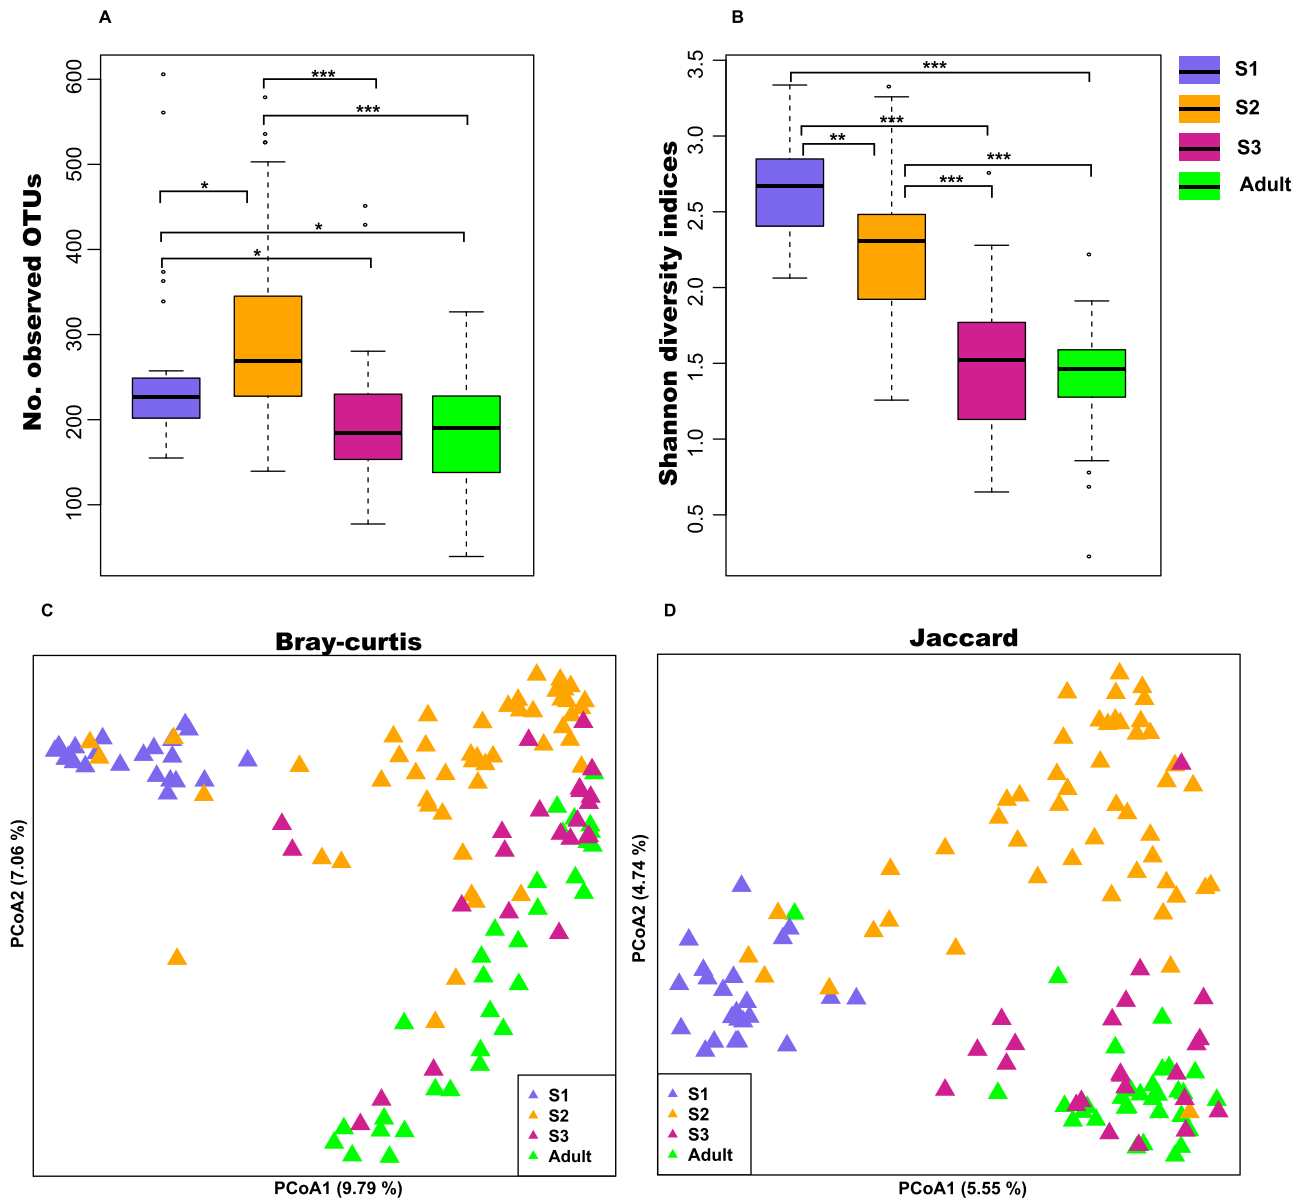 A
No. observed OTUs
600
500
400
300
200
100
***
***
*
*
*
B
Shannon diversity indices
3.5
3.0
2.5
2.0
1.5
1.0
0.5
***
***
**
***
***
S1
S2
S3
Adult
C
Bray-curtis
PCoA2 (7.06 %)
PCoA1 (9.79 %)
S1
S2
S3
Adult
D
Jaccard
PCoA2 (4.74 %)
PCoA1 (5.55 %)
S1
S2
S3
Adult